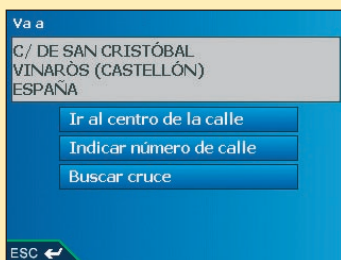 Va a
C/ DE SAN CRISTÓBAL
VINARÒS (CASTELLÓN)
ESPAÑA
Ir al centro de la calle
Indicar número de calle
Buscar cruce
ESC